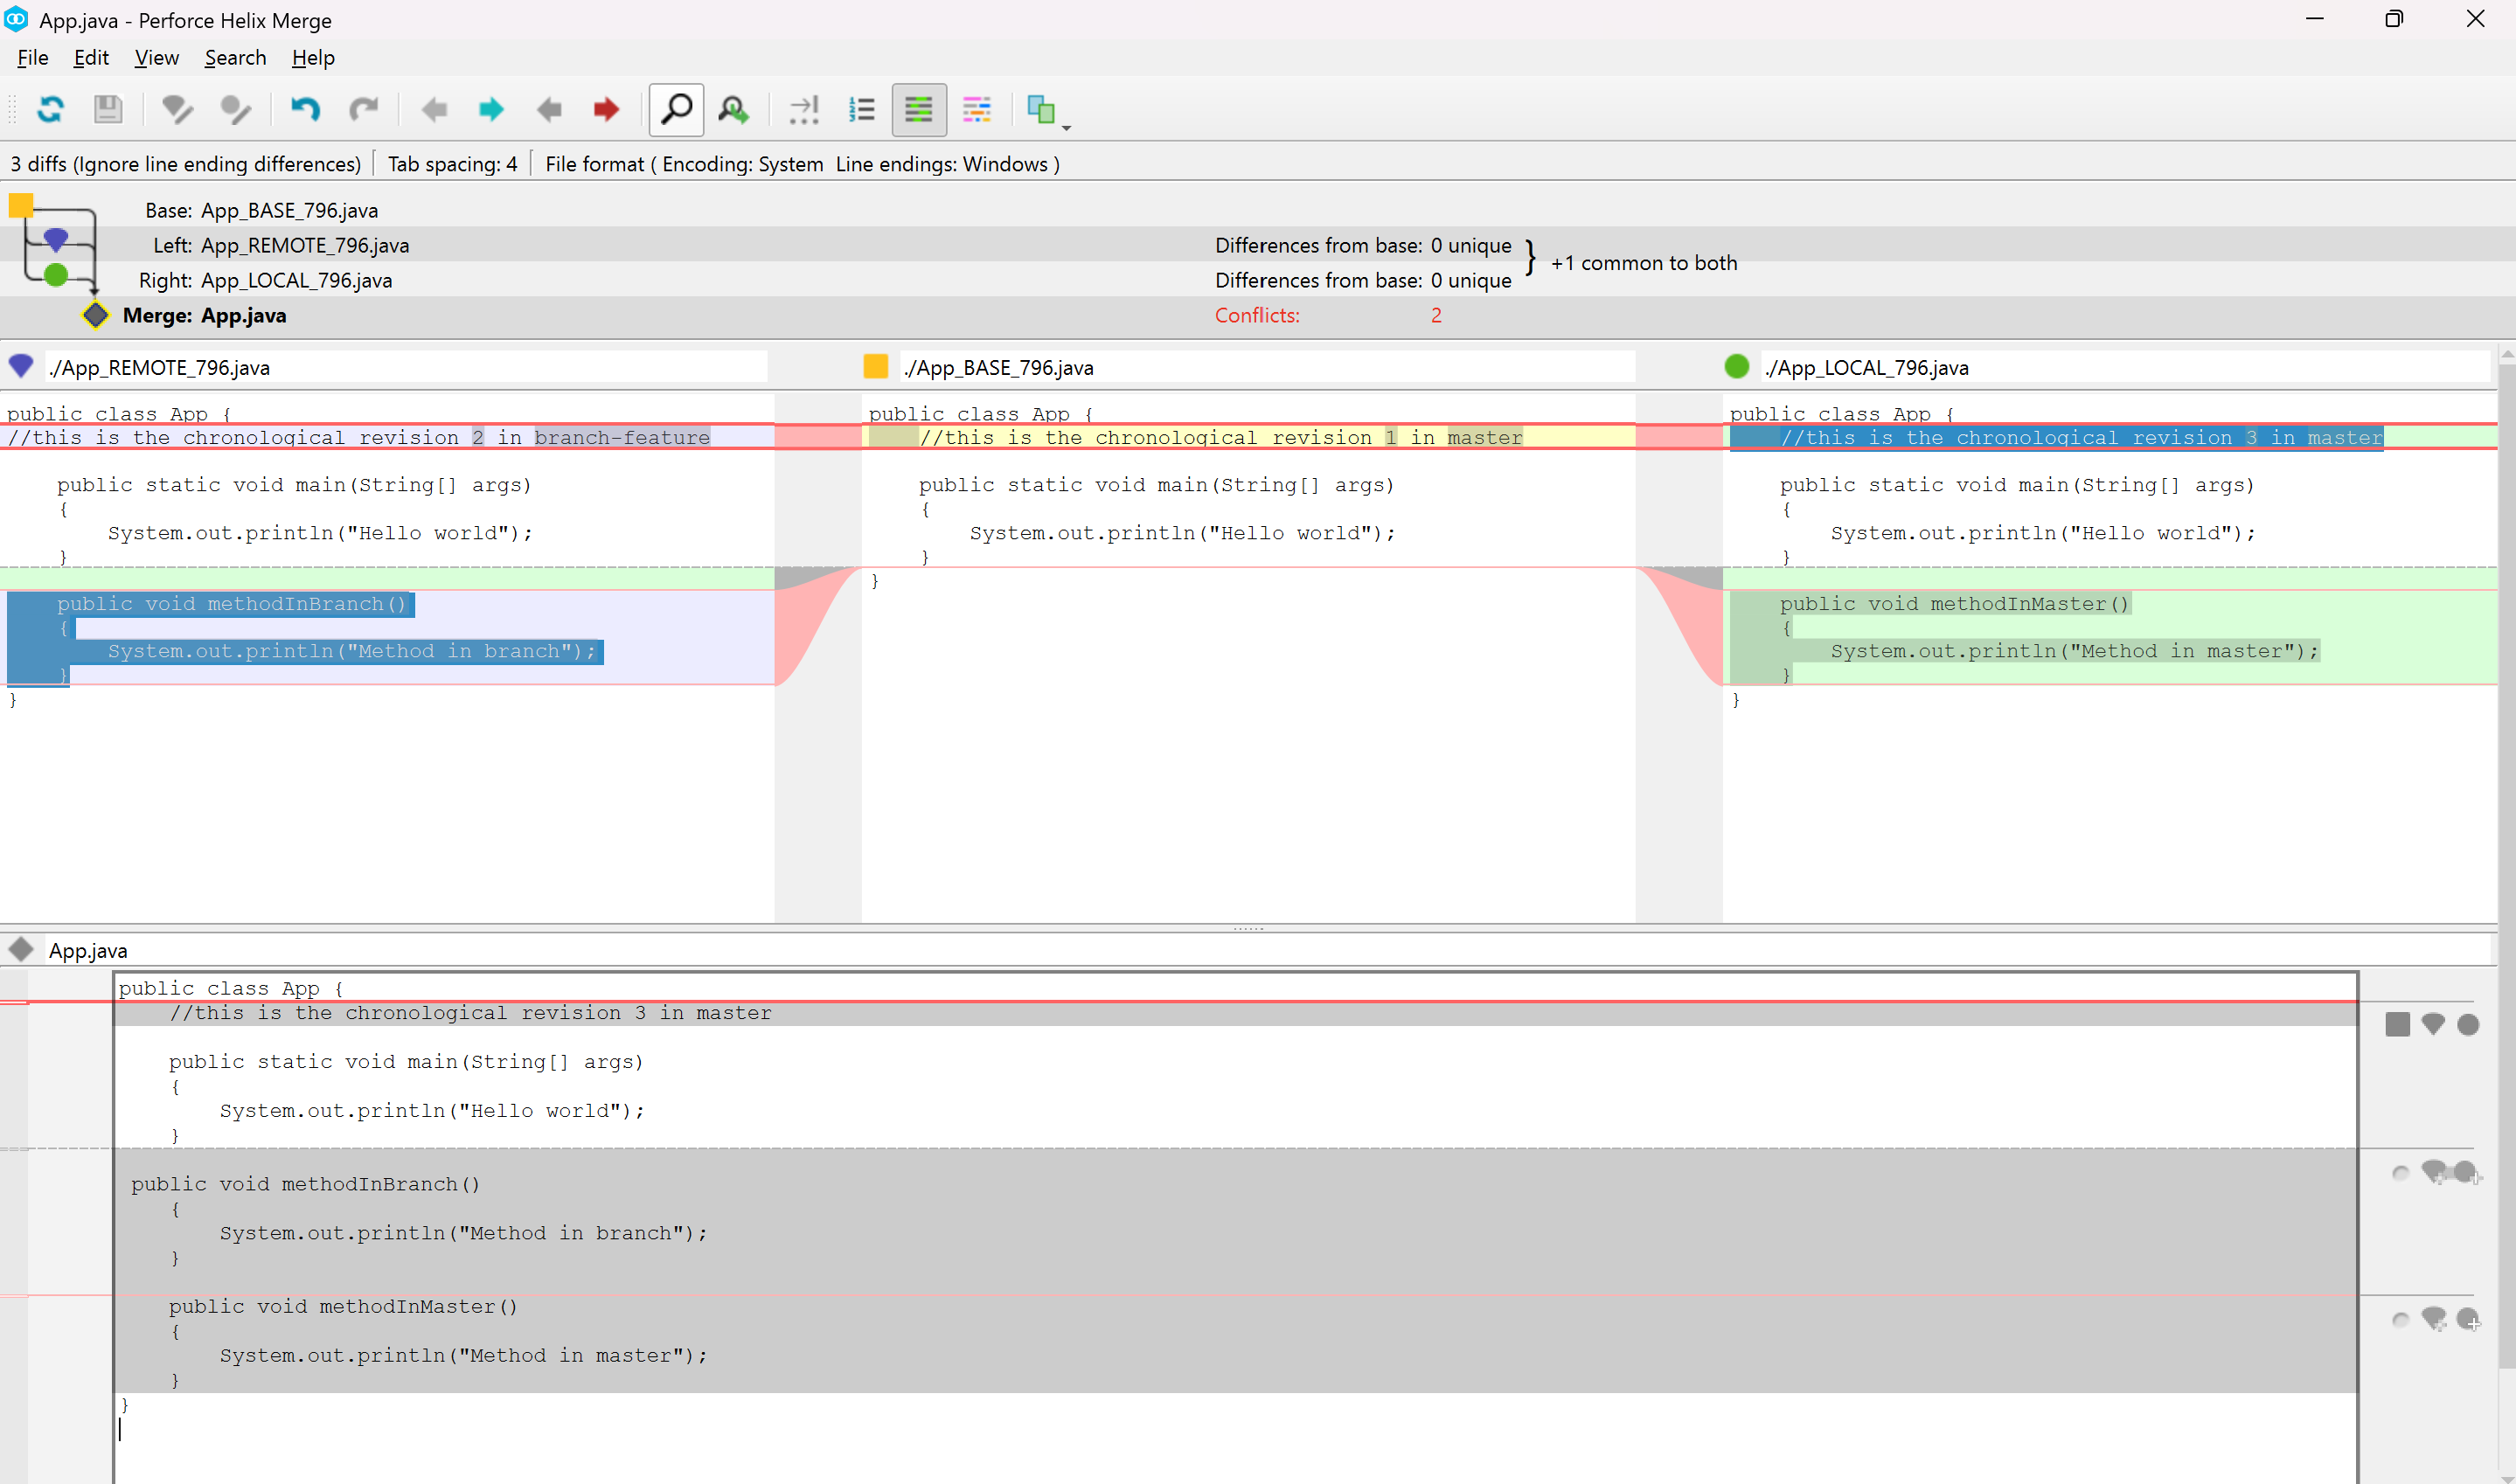 App.java - Perforce Helix Merge
File Edit View Search Help
3 diffs (Ignore line ending differences) Tab spacing: 4 File format ( Encoding: System Line endings: Windows )
Base: App_BASE_796.java
Left: App_REMOTE_796.java Differences from base: 0 unique
} +1 common to both
Right: App_LOCAL_796.java Differences from base: 0 unique
Merge: App.java Conflicts: 2
./App_REMOTE_796.java
public class App {
//this is the chronological revision 2 in branch-feature
    public static void main(String[] args)
    {
        System.out.println("Hello world");
    }
    public void methodInBranch()
    {
        System.out.println("Method in branch");
    }
}
./App_BASE_796.java
public class App {
    //this is the chronological revision 1 in master
    public static void main(String[] args)
    {
        System.out.println("Hello world");
    }
}
./App_LOCAL_796.java
public class App {
    //this is the chronological revision 3 in master
    public static void main(String[] args)
    {
        System.out.println("Hello world");
    }
    public void methodInMaster()
    {
        System.out.println("Method in master");
    }
}
App.java
public class App {
    //this is the chronological revision 3 in master
    public static void main(String[] args)
    {
        System.out.println("Hello world");
    }
 public void methodInBranch()
    {
        System.out.println("Method in branch");
    }
    public void methodInMaster()
    {
        System.out.println("Method in master");
    }
}